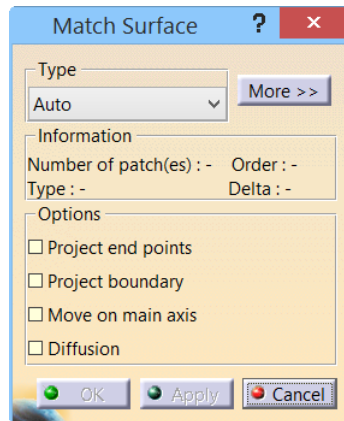 Match Surface ? ×
Type
Auto
More >>
Information
Number of patch(es) : - Order : -
Type : - Delta : -
Options
Project end points
Project boundary
Move on main axis
Diffusion
OK Apply Cancel